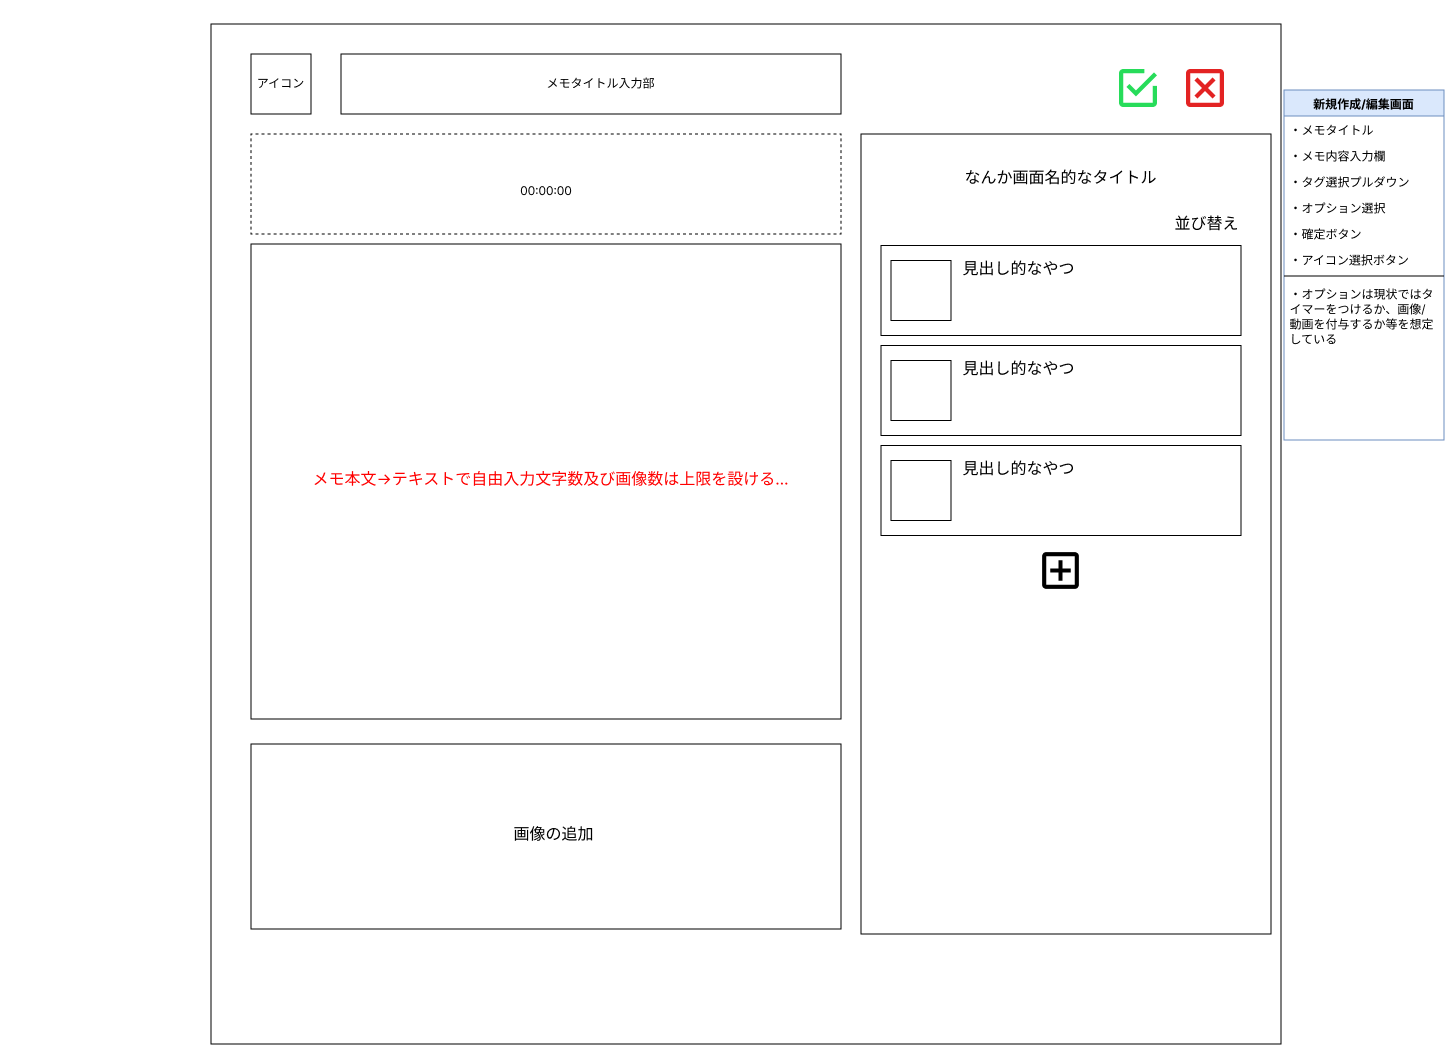 アイコン
メモタイトル入力部
00:00:00
メモ本文→テキストで自由入力文字数及び画像数は上限を設ける...
画像の追加
なんか画面名的なタイトル
並び替え
見出し的なやつ
見出し的なやつ
見出し的なやつ
新規作成/編集画面
・メモタイトル
・メモ内容入力欄
・タグ選択プルダウン
・オプション選択
・確定ボタン
・アイコン選択ボタン
・オプションは現状ではタ
イマーをつけるか、画像/
動画を付与するか等を想定
している